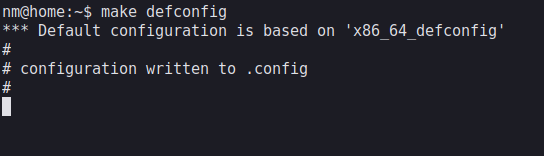 nm@home:~$ make defconfig
*** Default configuration is based on 'x86_64_defconfig'
#
# configuration written to .config
#